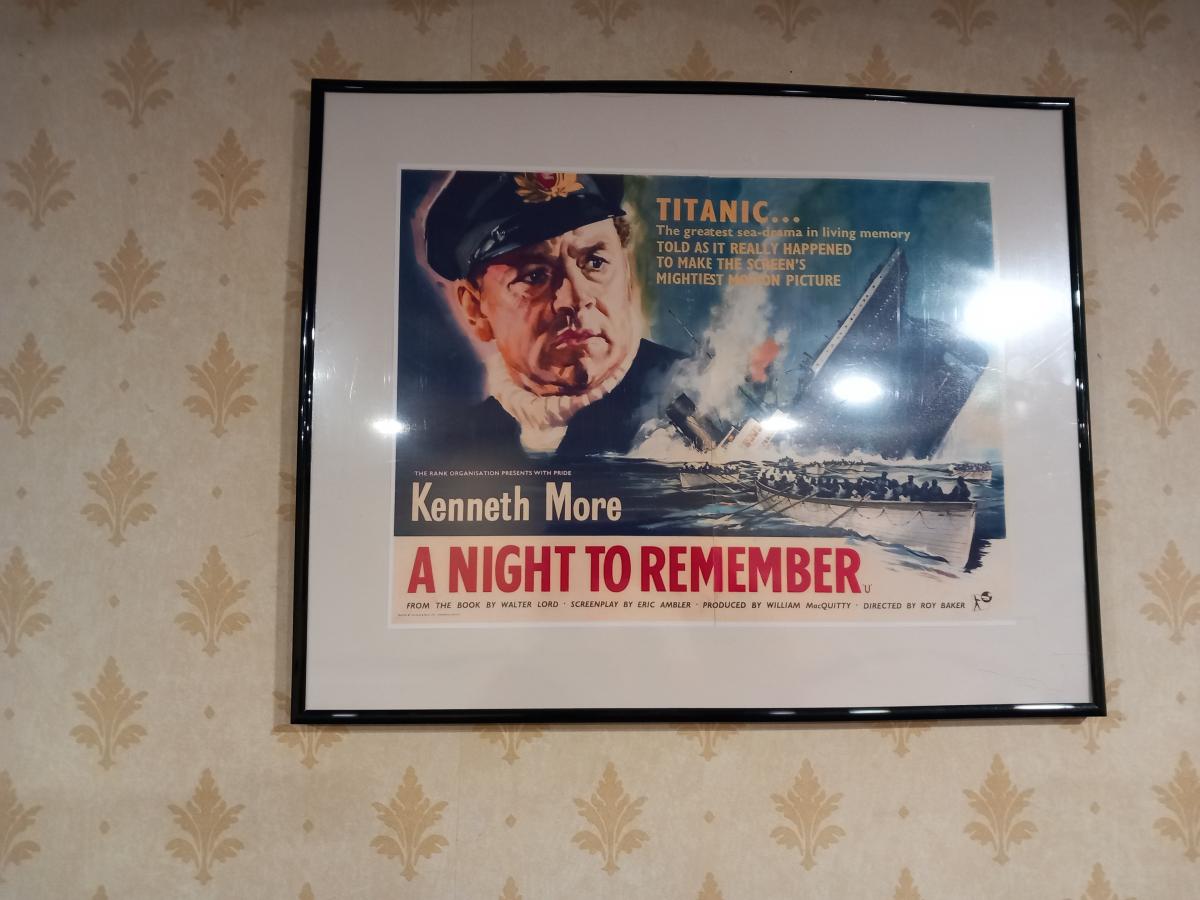 TITANIC...
The greatest sea-drama in living memory
TOLD AS IT REALLY HAPPENED
TO MAKE THE SCREEN'S
MIGHTIEST MOTION PICTURE
THE RANK ORGANISATION PRESENTS WITH PRIDE
Kenneth More
A NIGHT TO REMEMBER 'U'
FROM THE BOOK BY WALTER LORD · SCREENPLAY BY ERIC AMBLER · PRODUCED BY WILLIAM MacQUITTY · DIRECTED BY ROY BAKER